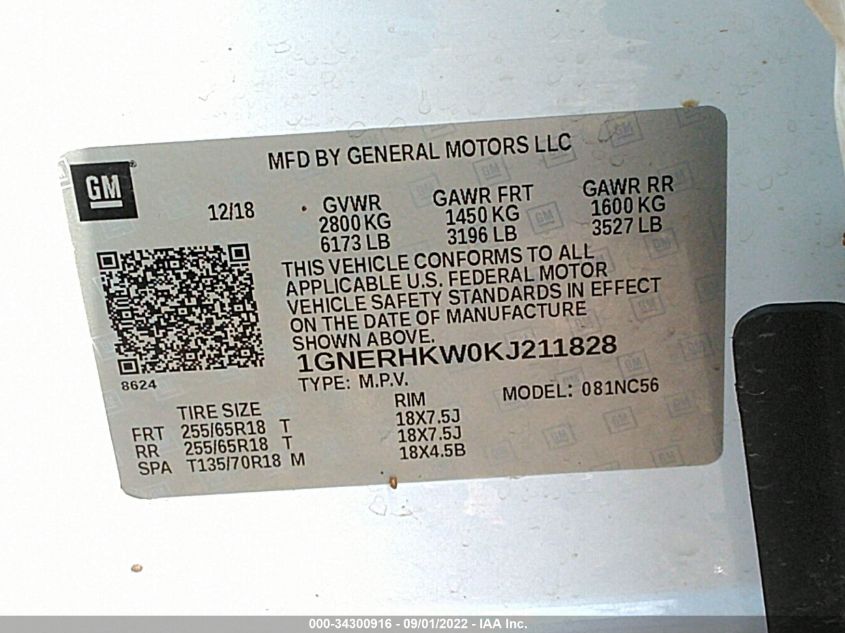 MFD BY GENERAL MOTORS LLC
GM
®
12/18
GVWR GAWR FRT GAWR RR
2800 KG 1450 KG 1600 KG
6173 LB 3196 LB 3527 LB
THIS VEHICLE CONFORMS TO ALL
APPLICABLE U.S. FEDERAL MOTOR
VEHICLE SAFETY STANDARDS IN EFFECT
ON THE DATE OF MANUFACTURE
SHOWN ABOVE.
1GNERHKW0KJ211828
8624
TYPE: M.P.V. MODEL: 081NC56
TIRE SIZE RIM
FRT 255/65R18 T 18X7.5J
RR 255/65R18 T 18X7.5J
SPA T135/70R18 M 18X4.5B
000-34300916 - 09/01/2022 - IAA Inc.